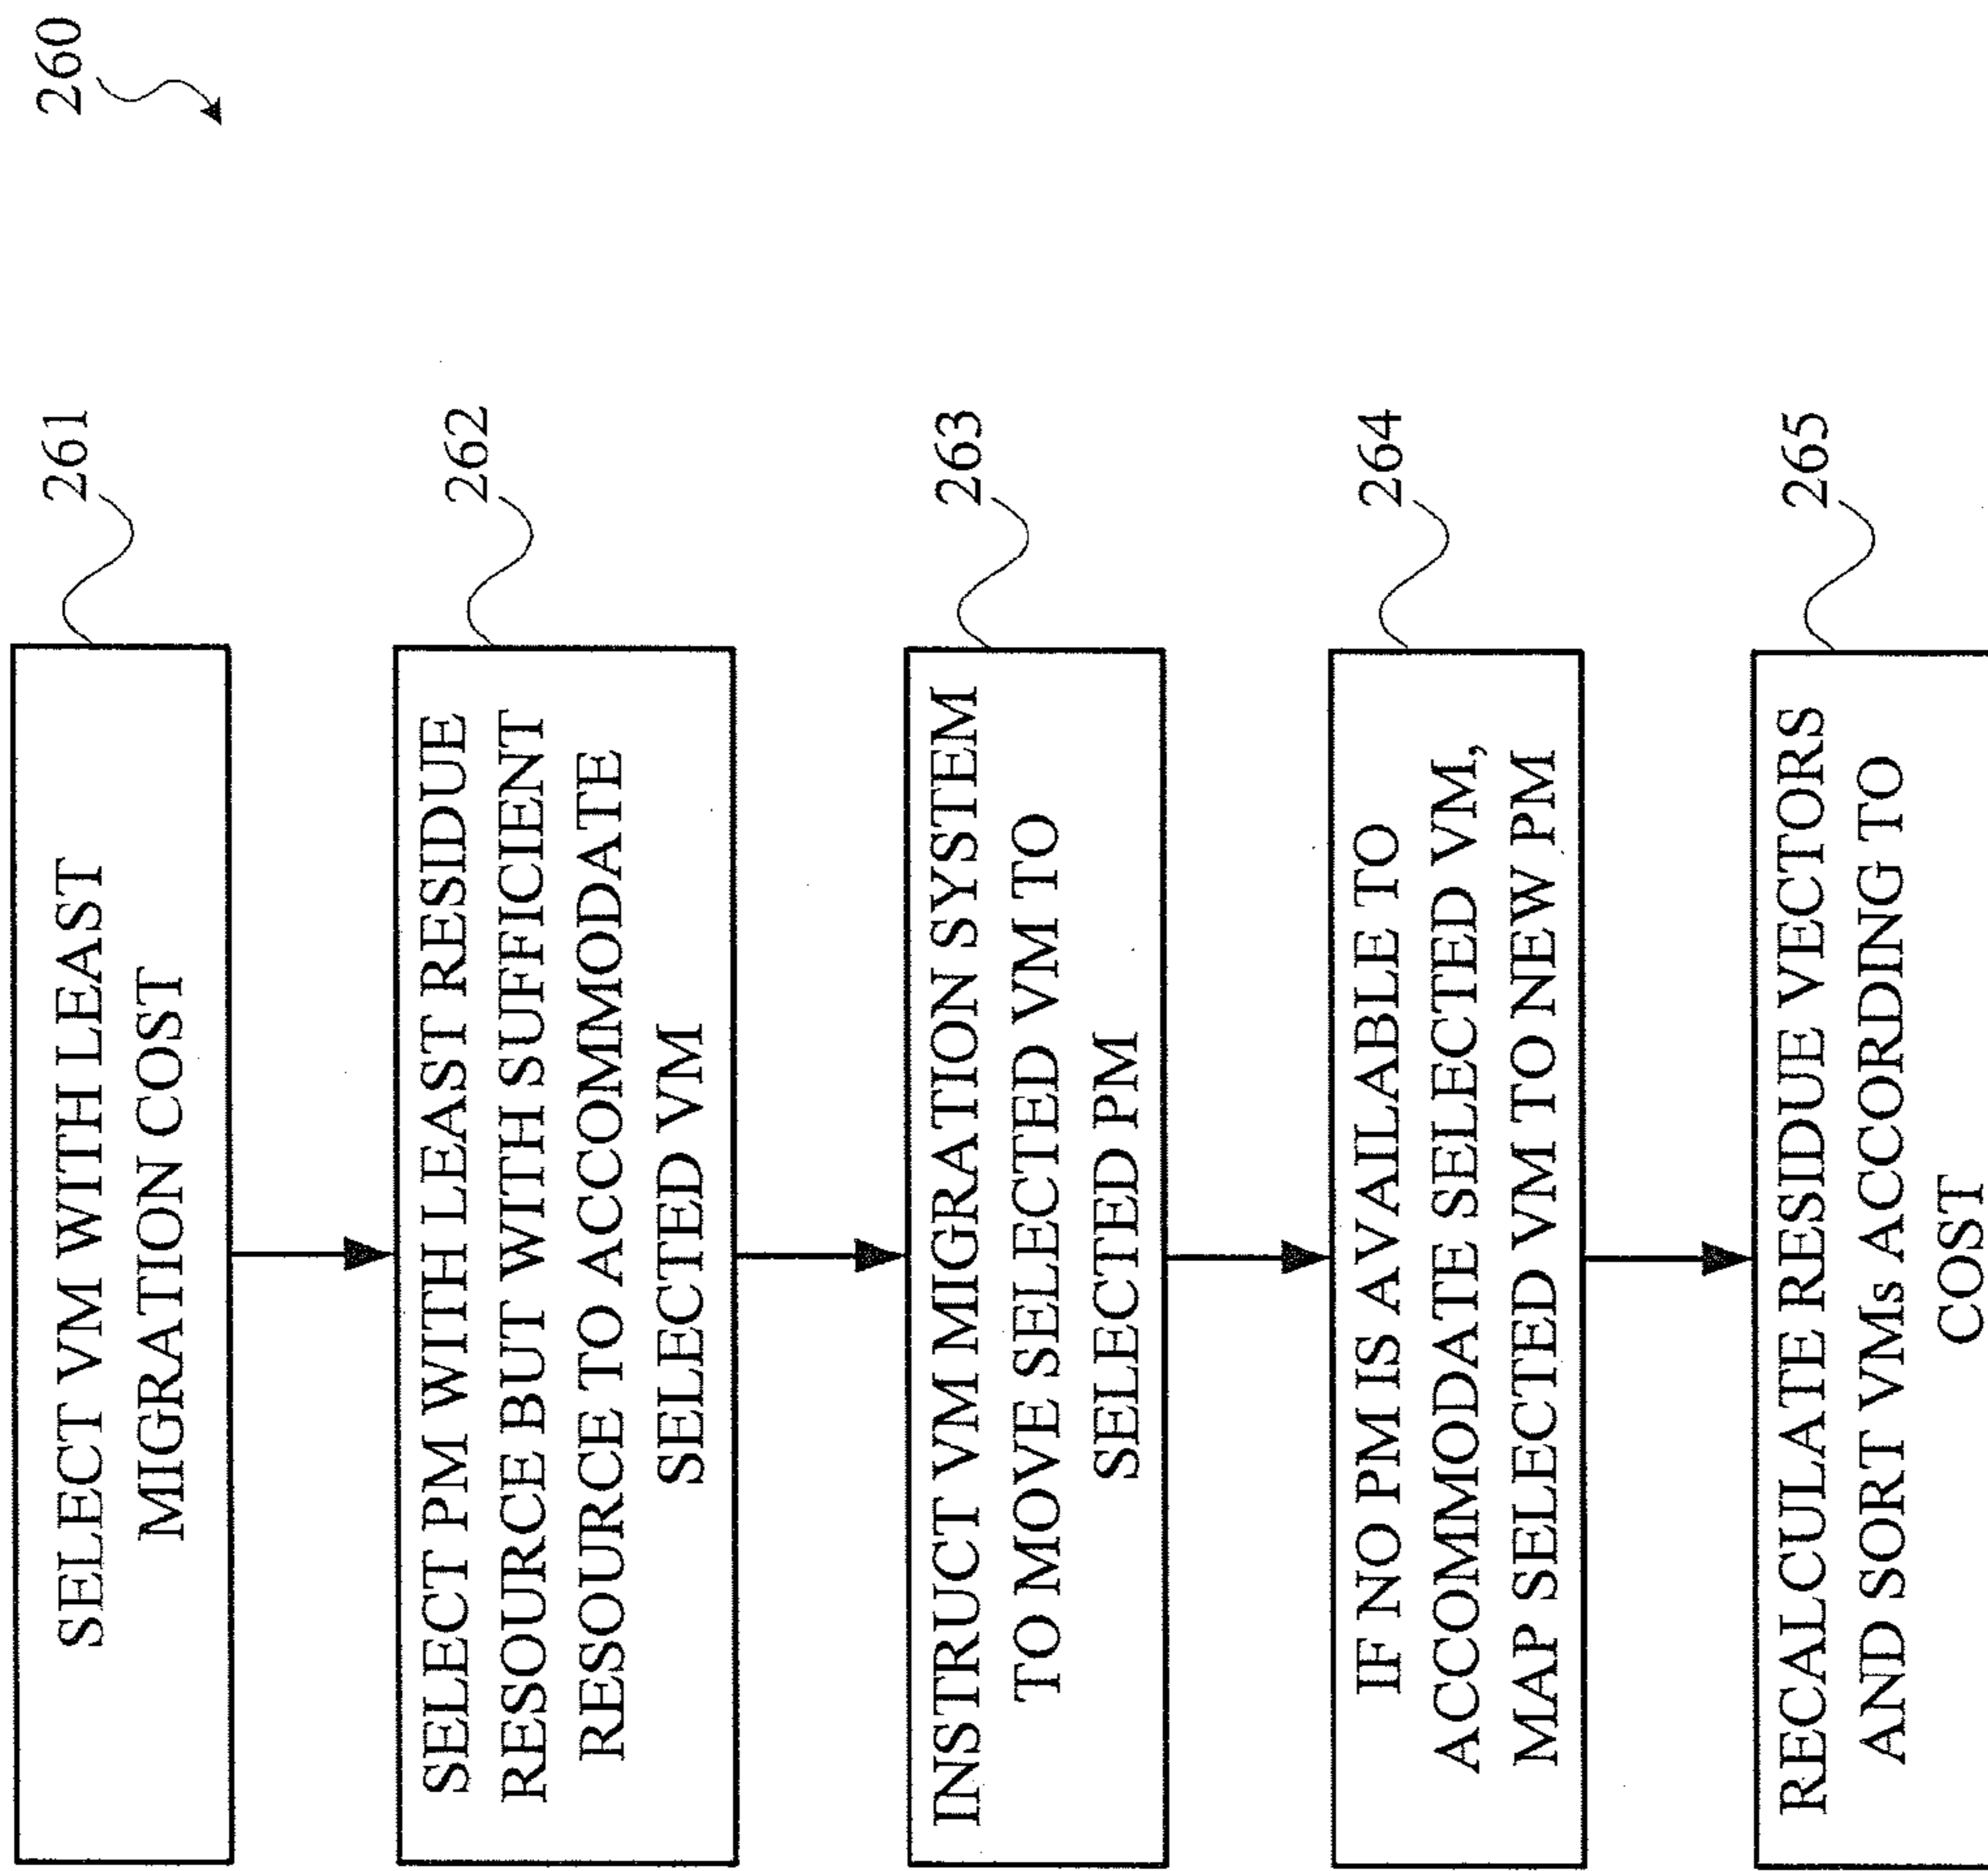 260
261
SELECT VM WITH LEAST
MIGRATION COST
262
SELECT PM WITH LEAST RESIDUE
RESOURCE BUT WITH SUFFICIENT
RESOURCE TO ACCOMMODATE
SELECTED VM
263
INSTRUCT VM MIGRATION SYSTEM
TO MOVE SELECTED VM TO
SELECTED PM
264
IF NO PM IS AVAILABLE TO
ACCOMMODATE SELECTED VM,
MAP SELECTED VM TO NEW PM
265
RECALCULATE RESIDUE VECTORS
AND SORT VMs ACCORDING TO
COST